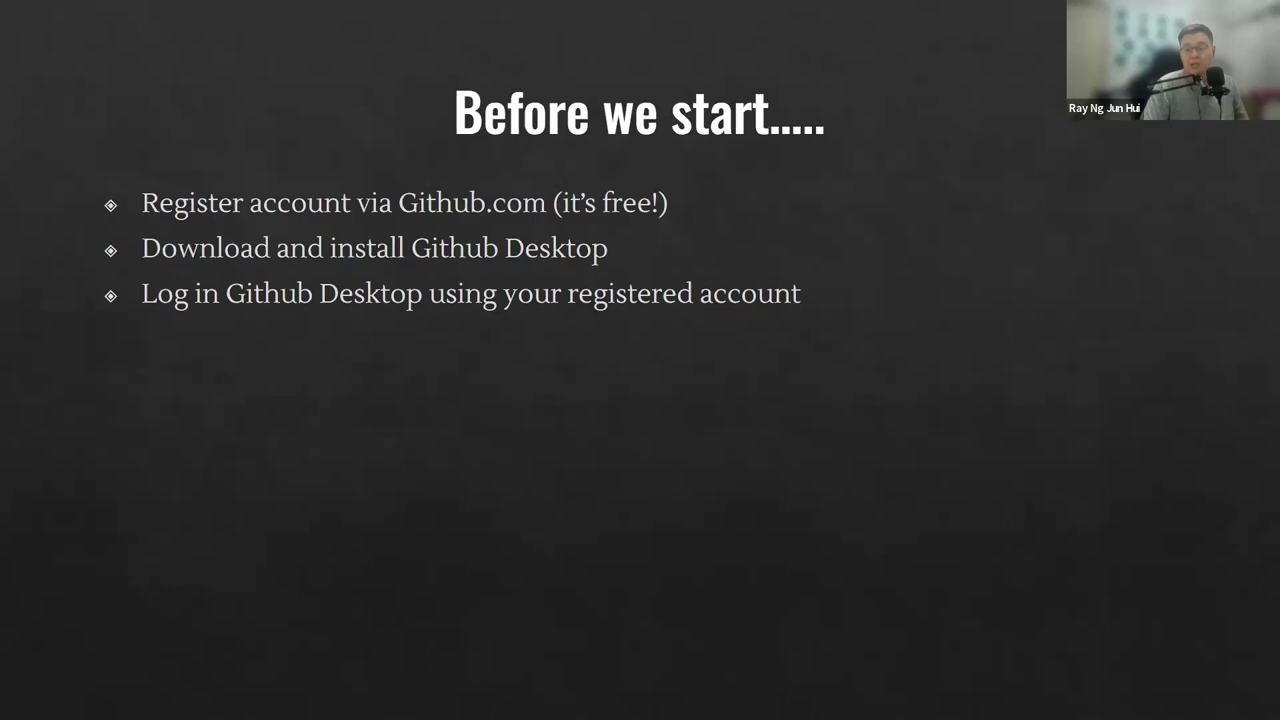 Before we start.....
Ray Ng Jun Hui
Register account via Github.com (it’s free!)
Download and install Github Desktop
Log in Github Desktop using your registered account